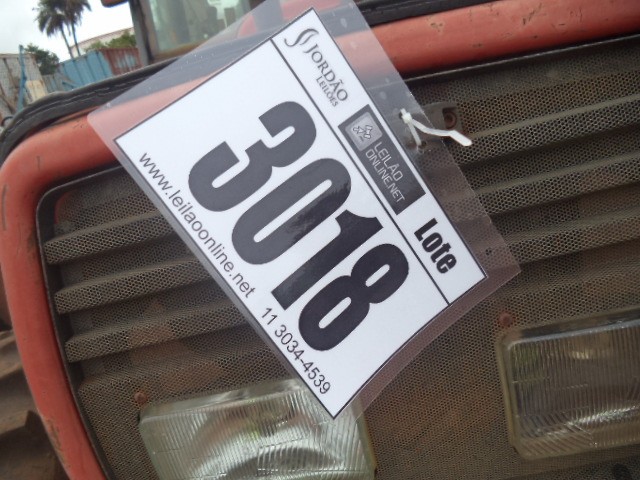 JORDÃO
LEILÕES
LEILÃO
ONLINE.NET
Lote
3018
www.leilaoonline.net 11 3034-4539